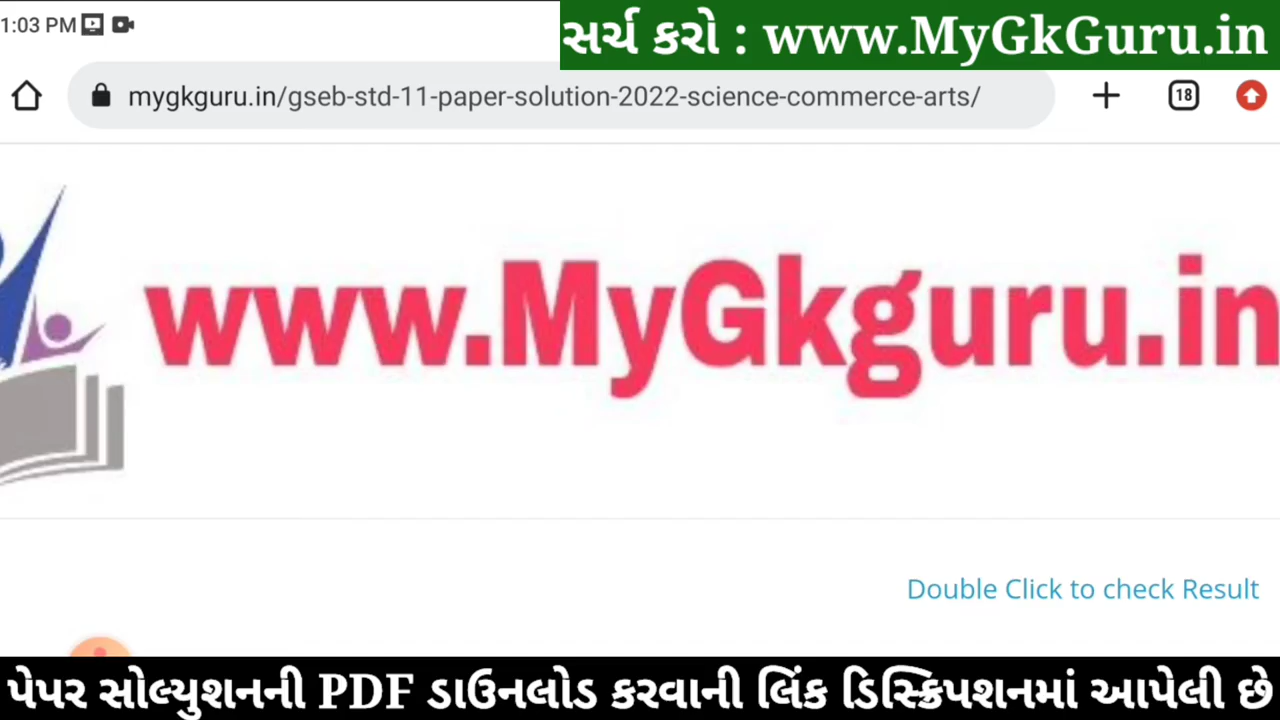 1:03 PM
સર્ચ કરો : www.MyGkGuru.in
mygkguru.in/gseb-std-11-paper-solution-2022-science-commerce-arts/
18
www.MyGkguru.in
Double Click to check Result
પેપર સોલ્યુશનની PDF ડાઉનલોડ કરવાની લિંક ડિસ્ક્રિપશનમાં આપેલી છે